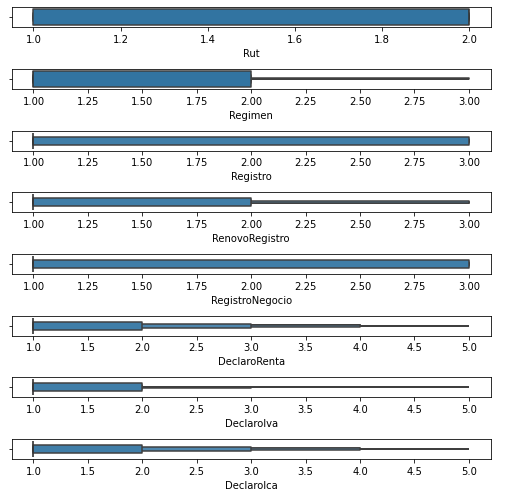 1.0 1.2 1.4 1.6 1.8 2.0
Rut
1.00 1.25 1.50 1.75 2.00 2.25 2.50 2.75 3.00
Regimen
1.00 1.25 1.50 1.75 2.00 2.25 2.50 2.75 3.00
Registro
1.00 1.25 1.50 1.75 2.00 2.25 2.50 2.75 3.00
RenovoRegistro
1.00 1.25 1.50 1.75 2.00 2.25 2.50 2.75 3.00
RegistroNegocio
1.0 1.5 2.0 2.5 3.0 3.5 4.0 4.5 5.0
DeclaroRenta
1.0 1.5 2.0 2.5 3.0 3.5 4.0 4.5 5.0
DeclaroIva
1.0 1.5 2.0 2.5 3.0 3.5 4.0 4.5 5.0
DeclaroIca